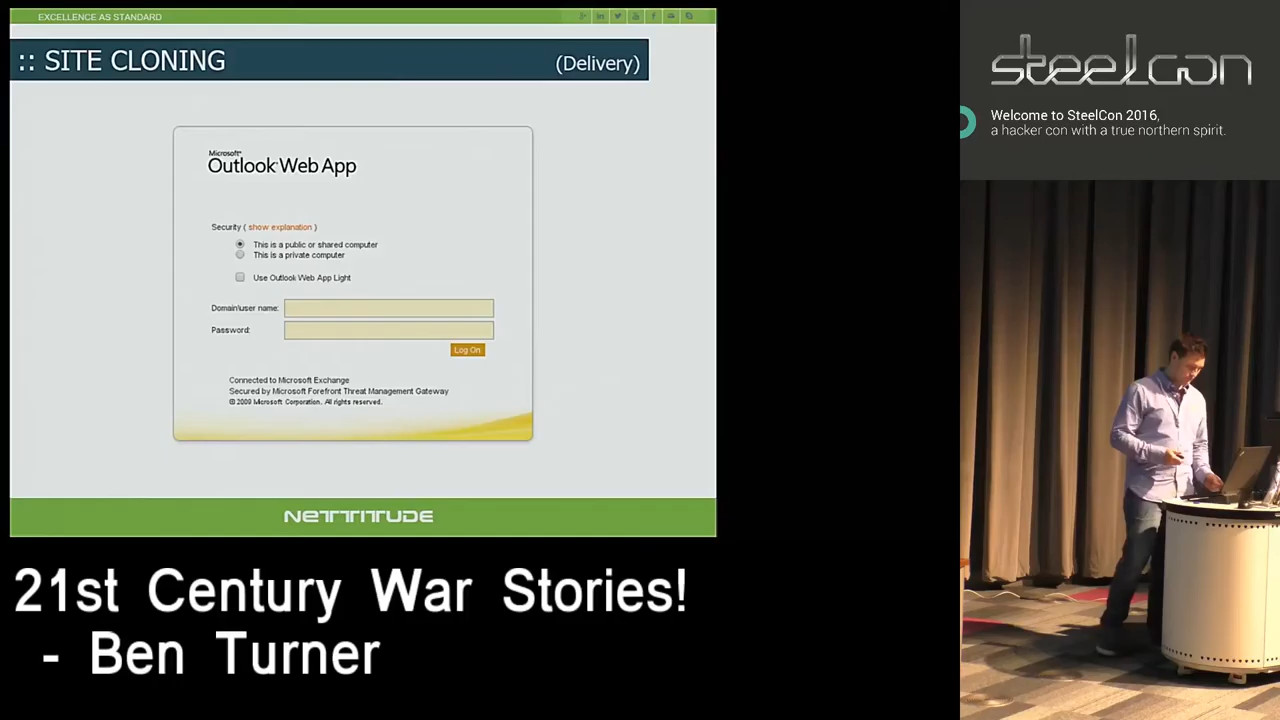 EXCELLENCE AS STANDARD
:: SITE CLONING
(Delivery)
Microsoft®
Outlook Web App
Security ( show explanation )
This is a public or shared computer
This is a private computer
Use Outlook Web App Light
Domain\user name:
Password:
Log On
Connected to Microsoft Exchange
Secured by Microsoft Forefront Threat Management Gateway
© 2009 Microsoft Corporation. All rights reserved.
NETTITUDE
21st Century War Stories!
- Ben Turner
steelcon
Welcome to SteelCon 2016,
a hacker con with a true northern spirit.